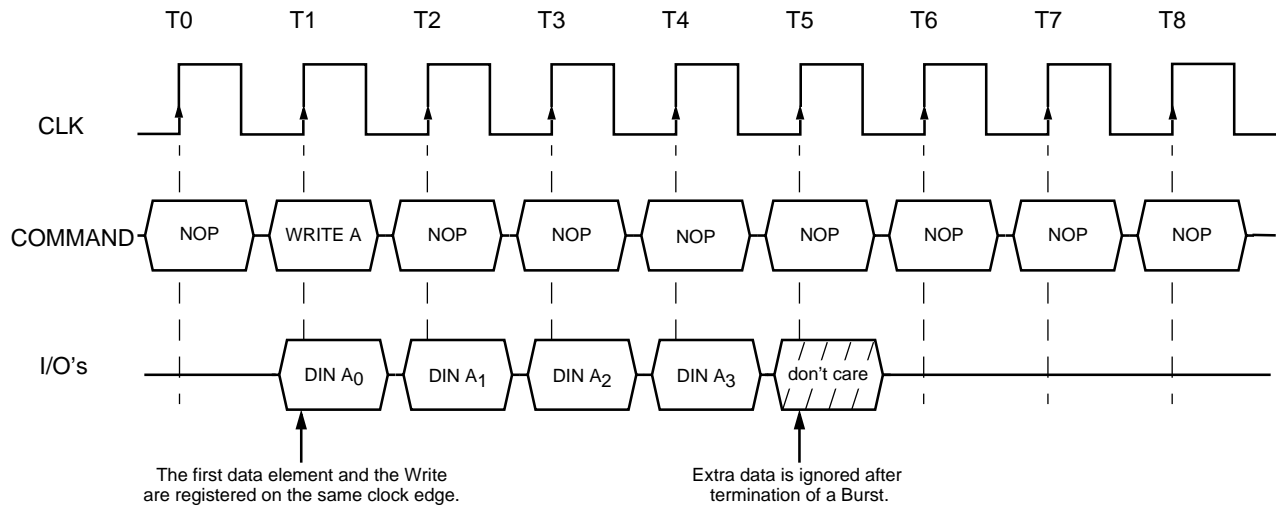 T0 T1 T2 T3 T4 T5 T6 T7 T8
CLK
COMMAND NOP WRITE A NOP NOP NOP NOP NOP NOP NOP
I/O's DIN A0 DIN A1 DIN A2 DIN A3 don't care
The first data element and the Write
are registered on the same clock edge.
Extra data is ignored after
termination of a Burst.